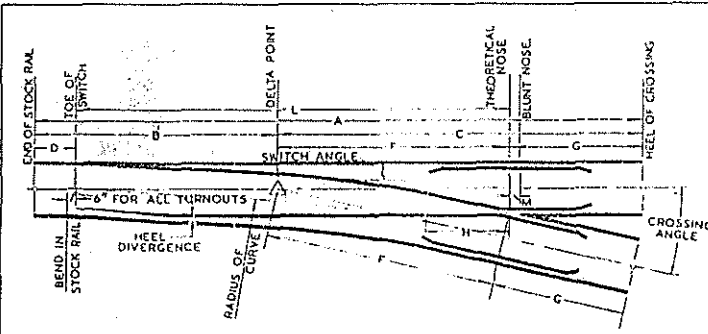 END OF STOCK RAIL
TOE OF
SWITCH
DELTA POINT
THEORETICAL
NOSE
BLUNT NOSE
HEEL OF CROSSING
L
A
B
C
D
F
G
SWITCH ANGLE
M
6" FOR ALL TURNOUTS
BEND IN
STOCK RAIL
HEEL
DIVERGENCE
RADIUS OF
CURVE
H
CROSSING
ANGLE
F
G